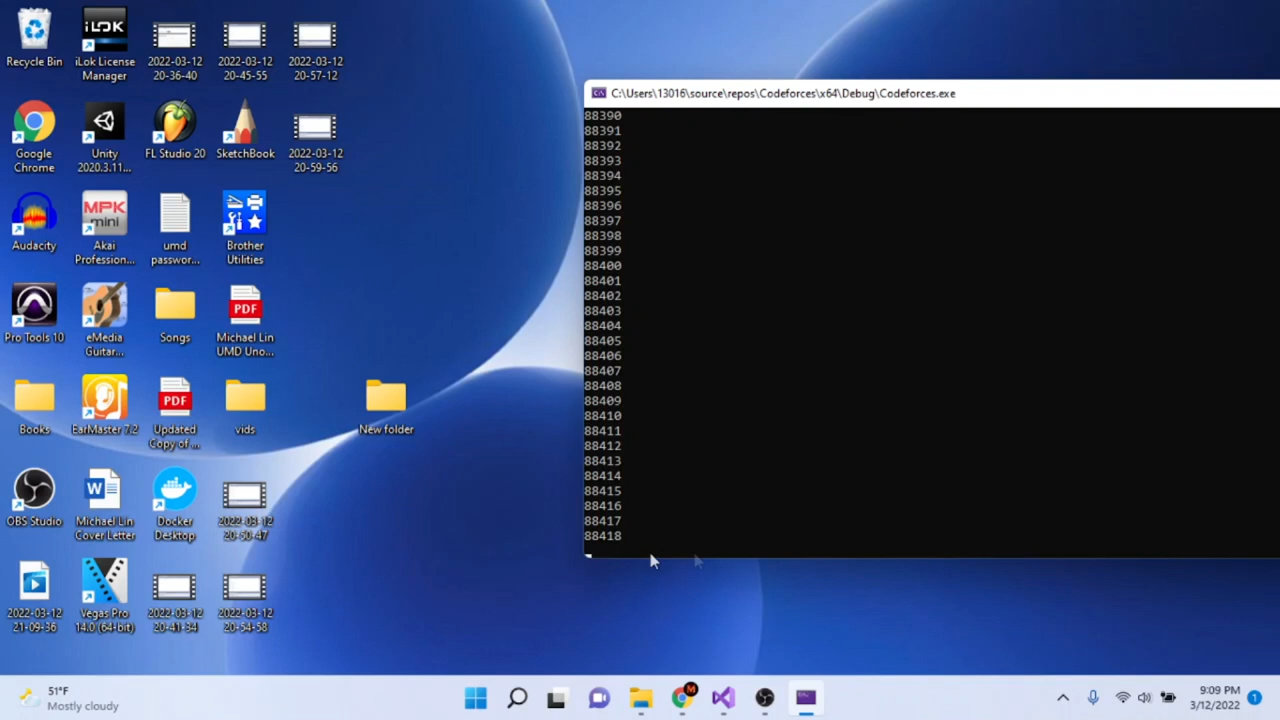 Recycle Bin
iLOK
iLok License
Manager
2022-03-12
20-36-40
2022-03-12
20-45-55
2022-03-12
20-57-12
Google
Chrome
Unity
2020.3.11...
FL Studio 20
SketchBook
2022-03-12
20-59-56
Audacity
MPK
mini
Akai
Profession...
umd
passwor...
Brother
Utilities
Pro Tools 10
eMedia
Guitar...
Songs
PDF
Michael Lin
UMD Uno...
Books
EarMaster 7.2
PDF
Updated
Copy of ...
vids
New folder
OBS Studio
W
Michael Lin
Cover Letter
Docker
Desktop
2022-03-12
20-50-47
2022-03-12
21-09-36
Vegas Pro
14.0 (64-bit)
2022-03-12
20-41-34
2022-03-12
20-54-58
C:\Users\13016\source\repos\Codeforces\x64\Debug\Codeforces.exe
88390
88391
88392
88393
88394
88395
88396
88397
88398
88399
88400
88401
88402
88403
88404
88405
88406
88407
88408
88409
88410
88411
88412
88413
88414
88415
88416
88417
88418
51°F
Mostly cloudy
M
9:09 PM
3/12/2022
1